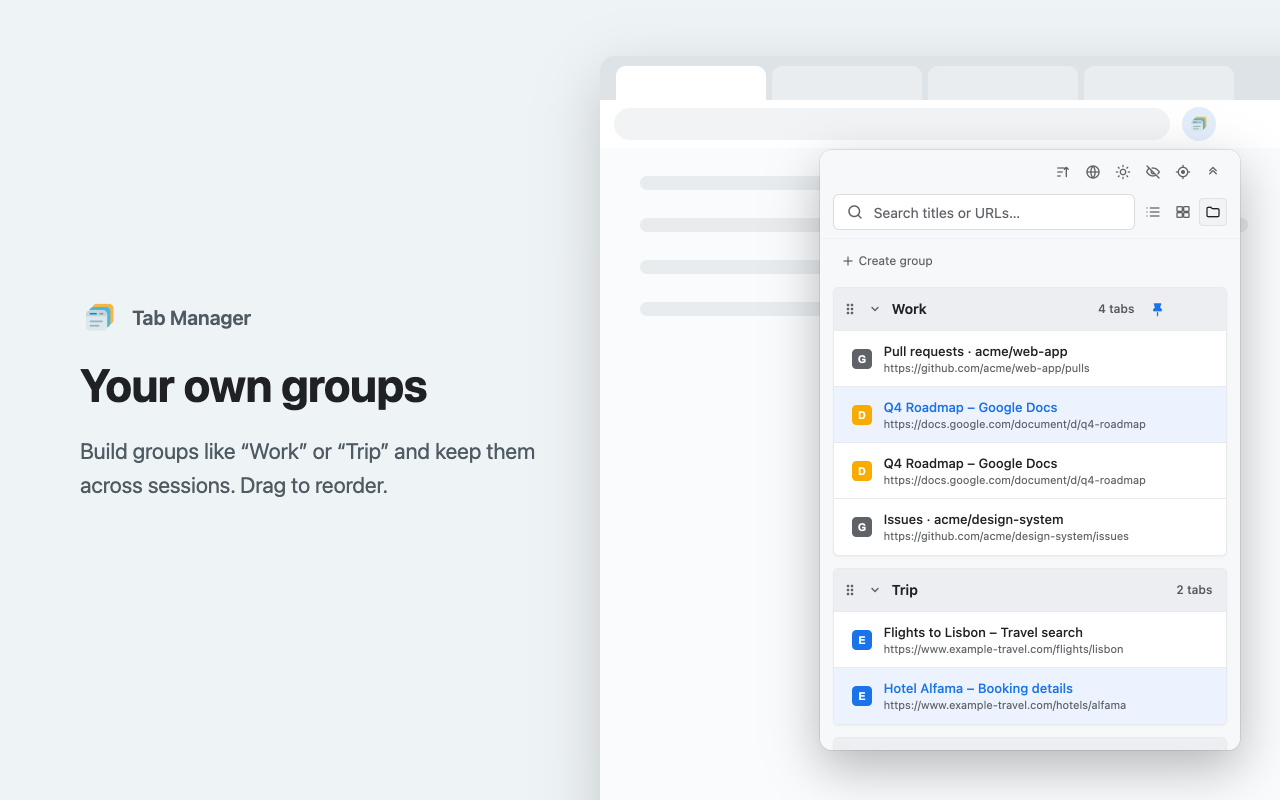 Tab Manager
Your own groups
Build groups like “Work” or “Trip” and keep them
across sessions. Drag to reorder.
Search titles or URLs...
Create group
Work
4 tabs
G
Pull requests · acme/web-app
https://github.com/acme/web-app/pulls
D
Q4 Roadmap – Google Docs
https://docs.google.com/document/d/q4-roadmap
D
Q4 Roadmap – Google Docs
https://docs.google.com/document/d/q4-roadmap
G
Issues · acme/design-system
https://github.com/acme/design-system/issues
Trip
2 tabs
E
Flights to Lisbon – Travel search
https://www.example-travel.com/flights/lisbon
E
Hotel Alfama – Booking details
https://www.example-travel.com/hotels/alfama